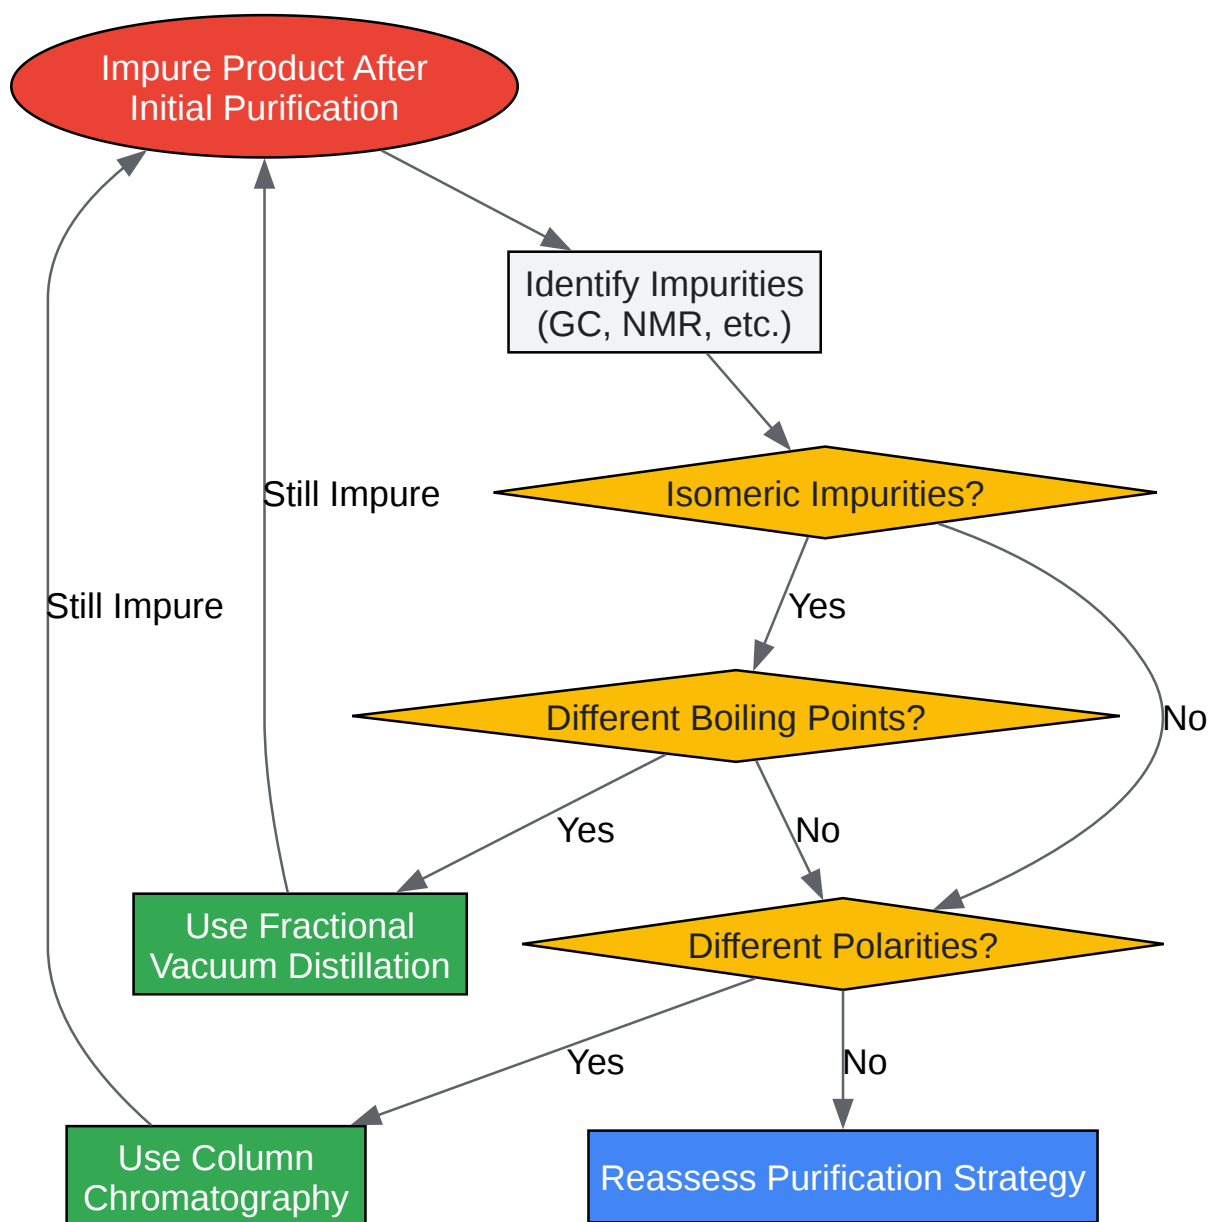 Impure Product After
Initial Purification
Identify Impurities
(GC, NMR, etc.)
Still Impure
Isomeric Impurities?
Still Impure
Yes
Different Boiling Points?
No
Yes
No
Use Fractional
Vacuum Distillation
Different Polarities?
Yes
No
Use Column
Chromatography
Reassess Purification Strategy